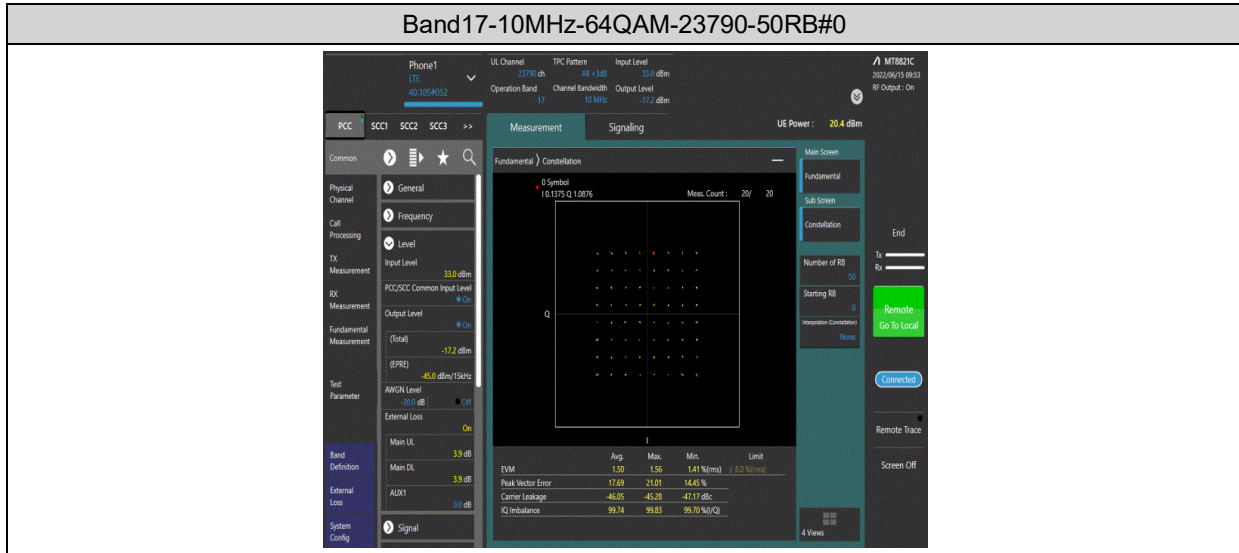 Band17-10MHz-64QAM-23790-50RB#0
Phone1
LTE
40.10S#052
UL Channel TPC Pattern Input Level
23790 ch All +3dB 33.0 dBm
Operation Band Channel Bandwidth Output Level
17 10 MHz -17.2 dBm
MT8821C
2022/06/15 09:53
RF Output : On
PCC SCC1 SCC2 SCC3 >>
Measurement Signaling
UE Power : 20.4 dBm
Common
Physical
Channel
Call
Processing
TX
Measurement
RX
Measurement
Fundamental
Measurement
Test
Parameter
Band
Definition
External
Loss
System
Config
General
Frequency
Level
Input Level
33.0 dBm
PCC/SCC Common Input Level
On
Output Level
On
(Total)
-17.2 dBm
(EPRE)
-45.0 dBm/15kHz
AWGN Level
-20.0 dB Off
External Loss
On
Main UL
3.9 dB
Main DL
3.9 dB
AUX1
0.0 dB
Signal
Fundamental Constellation
0 Symbol
I 0.1375 Q 1.0876 Meas. Count : 20/ 20
Q
I
Avg. Max. Min. Limit
EVM 1.50 1.56 1.41 %(rms) ≤ 8.0 %(rms)
Peak Vector Error 17.69 21.01 14.45 %
Carrier Leakage -46.05 -45.28 -47.17 dBc
IQ Imbalance 99.74 99.83 99.70 %(I/Q)
Main Screen
Fundamental
Sub Screen
Constellation
Number of RB
50
Starting RB
0
Interpolation (Constellation)
None
4 Views
End
Tx
Rx
Remote
Go To Local
Connected
Remote Trace
Screen Off